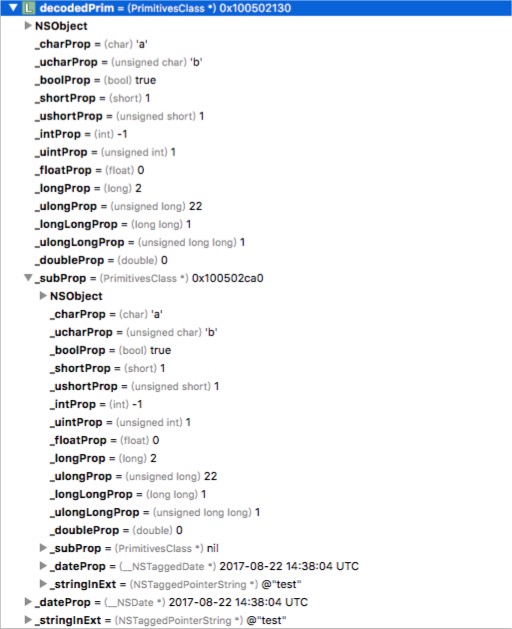 L decodedPrim = (PrimitivesClass *) 0x100502130
NSObject
_charProp = (char) 'a'
_ucharProp = (unsigned char) 'b'
_boolProp = (bool) true
_shortProp = (short) 1
_ushortProp = (unsigned short) 1
_intProp = (int) -1
_uintProp = (unsigned int) 1
_floatProp = (float) 0
_longProp = (long) 2
_ulongProp = (unsigned long) 22
_longLongProp = (long long) 1
_ulongLongProp = (unsigned long long) 1
_doubleProp = (double) 0
_subProp = (PrimitivesClass *) 0x100502ca0
NSObject
_charProp = (char) 'a'
_ucharProp = (unsigned char) 'b'
_boolProp = (bool) true
_shortProp = (short) 1
_ushortProp = (unsigned short) 1
_intProp = (int) -1
_uintProp = (unsigned int) 1
_floatProp = (float) 0
_longProp = (long) 2
_ulongProp = (unsigned long) 22
_longLongProp = (long long) 1
_ulongLongProp = (unsigned long long) 1
_doubleProp = (double) 0
_subProp = (PrimitivesClass *) nil
_dateProp = (__NSTaggedDate *) 2017-08-22 14:38:04 UTC
_stringInExt = (NSTaggedPointerString *) @"test"
_dateProp = (__NSDate *) 2017-08-22 14:38:04 UTC
_stringInExt = (NSTaggedPointerString *) @"test"